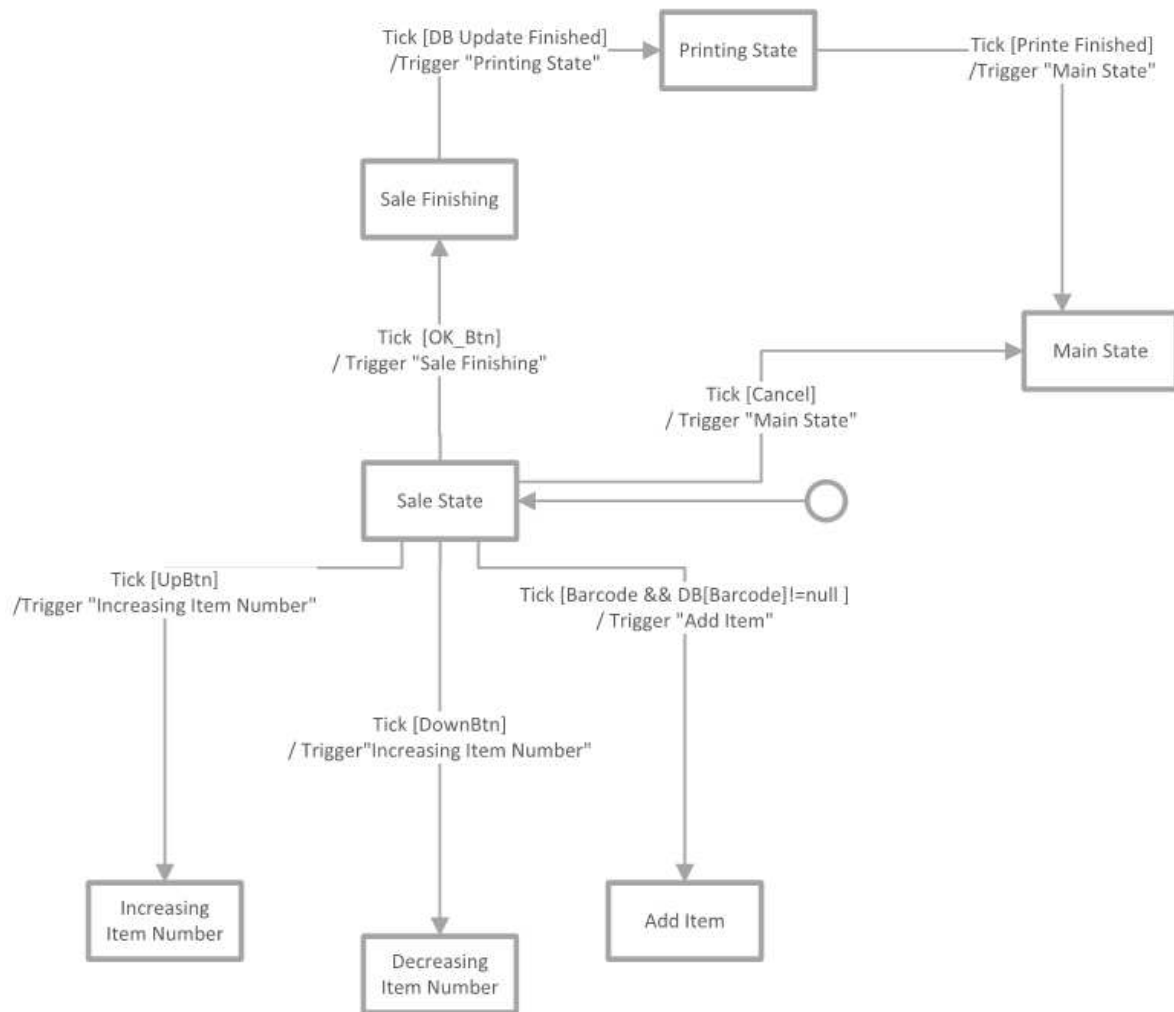 Tick [DB Update Finished]
/Trigger "Printing State"
Printing State
Tick [Printe Finished]
/Trigger "Main State"
Sale Finishing
Tick  [OK_Btn]
/ Trigger "Sale Finishing"
Main State
Tick [Cancel]
/ Trigger "Main State"
Sale State
Tick [UpBtn]
/Trigger "Increasing Item Number"
Tick [Barcode && DB[Barcode]!=null ]
/ Trigger "Add Item"
Tick [DownBtn]
/ Trigger"Increasing Item Number"
Increasing
Item Number
Decreasing
Item Number
Add Item